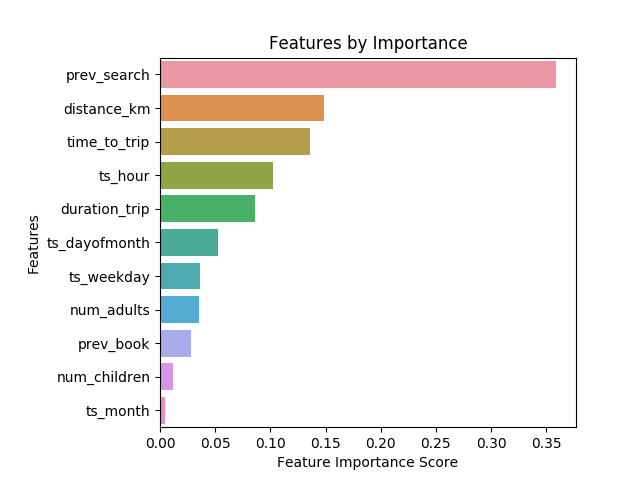 Features by Importance
prev_search
distance_km
time_to_trip
ts_hour
duration_trip
ts_dayofmonth
ts_weekday
num_adults
prev_book
num_children
ts_month
Features
0.00 0.05 0.10 0.15 0.20 0.25 0.30 0.35
Feature Importance Score